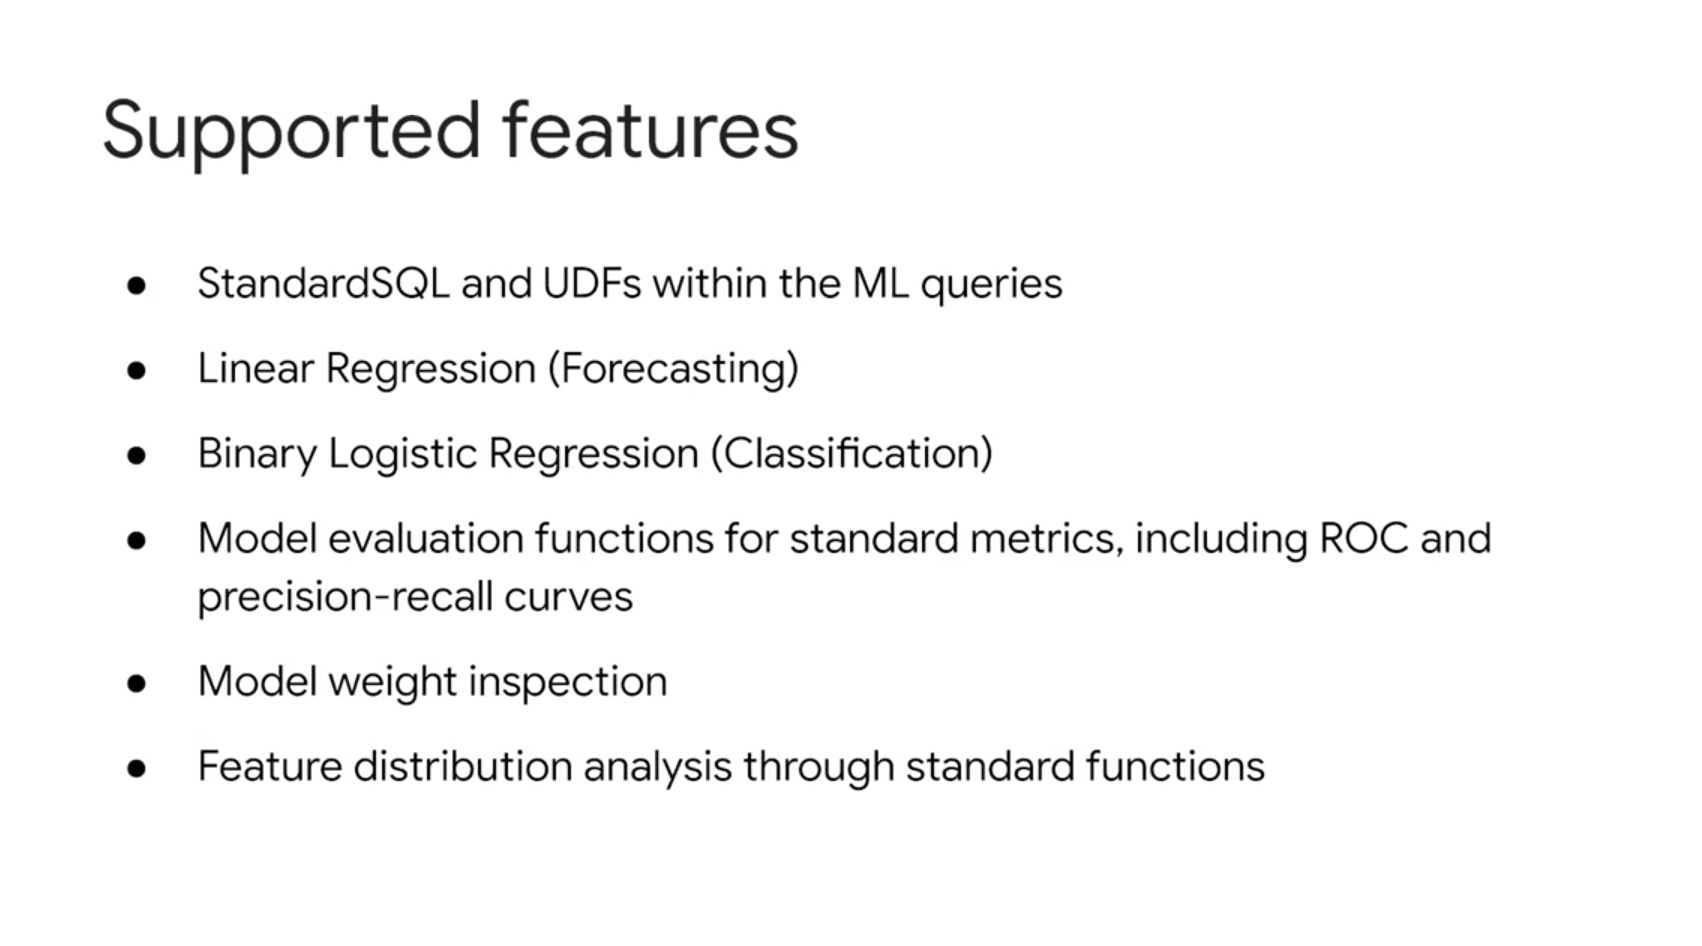 Supported features
● StandardSQL and UDFs within the ML queries
● Linear Regression (Forecasting)
● Binary Logistic Regression (Classification)
● Model evaluation functions for standard metrics, including ROC and
precision-recall curves
● Model weight inspection
● Feature distribution analysis through standard functions